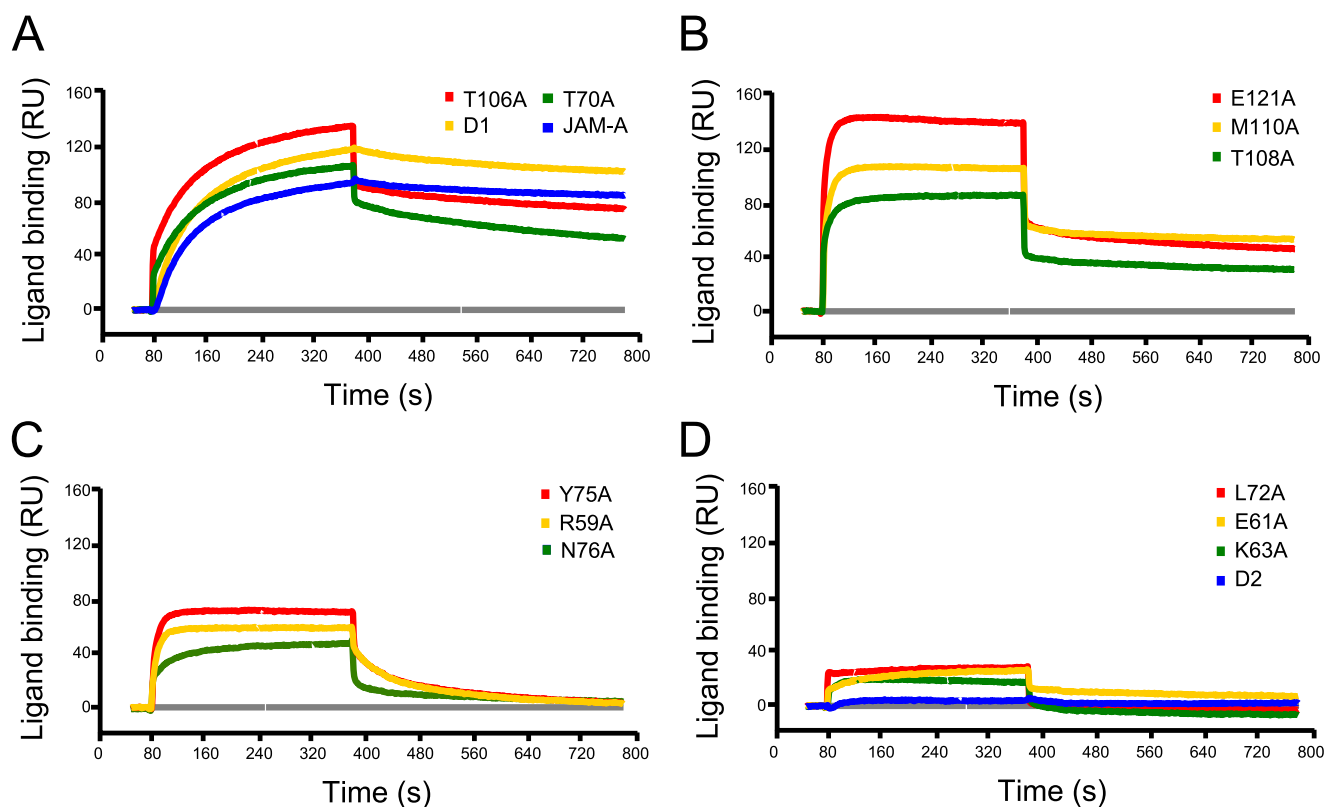 A
Ligand binding (RU)
160
120
80
40
0
T106A T70A
D1 JAM-A
0 80 160 240 320 400 480 560 640 720 800
Time (s)
B
Ligand binding (RU)
160
120
80
40
0
E121A
M110A
T108A
0 80 160 240 320 400 480 560 640 720 800
Time (s)
C
Ligand binding (RU)
160
120
80
40
0
Y75A
R59A
N76A
0 80 160 240 320 400 480 560 640 720 800
Time (s)
D
Ligand binding (RU)
160
120
80
40
0
L72A
E61A
K63A
D2
0 80 160 240 320 400 480 560 640 720 800
Time (s)